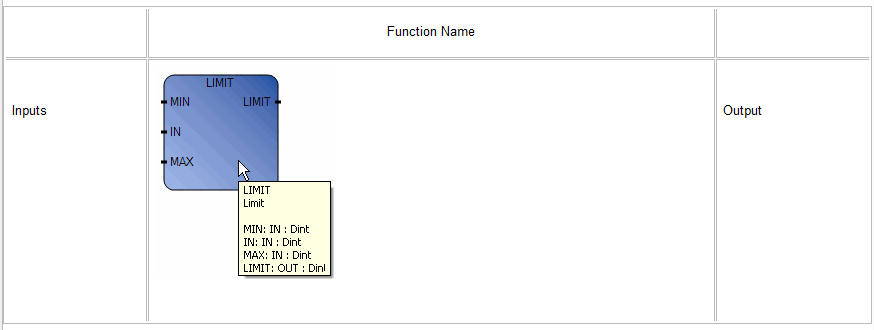 Function Name
Inputs
Output
LIMIT
MIN LIMIT
IN
MAX
LIMIT
Limit
MIN: IN : Dint
IN: IN : Dint
MAX: IN : Dint
LIMIT: OUT : Dint